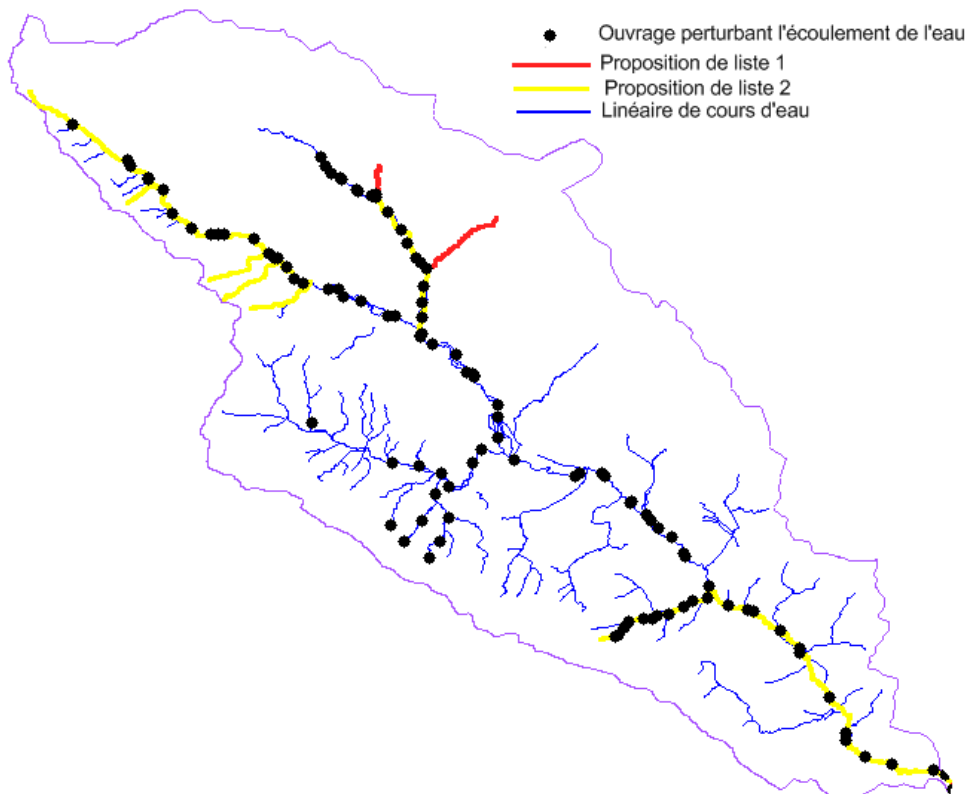 Ouvrage perturbant l'écoulement de l'eau
Proposition de liste 1
Proposition de liste 2
Linéaire de cours d'eau